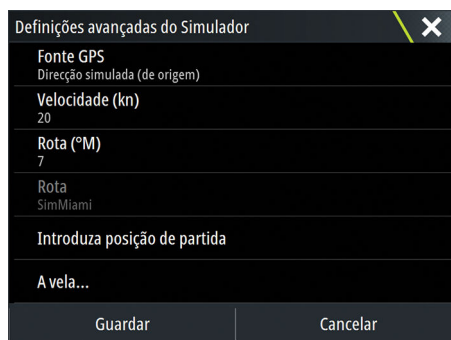 Definições avançadas do Simulador
Fonte GPS
Direcção simulada (de origem)
Velocidade (kn)
20
Rota (°M)
7
Rota
SimMiami
Introduza posição de partida
A vela...
Guardar
Cancelar